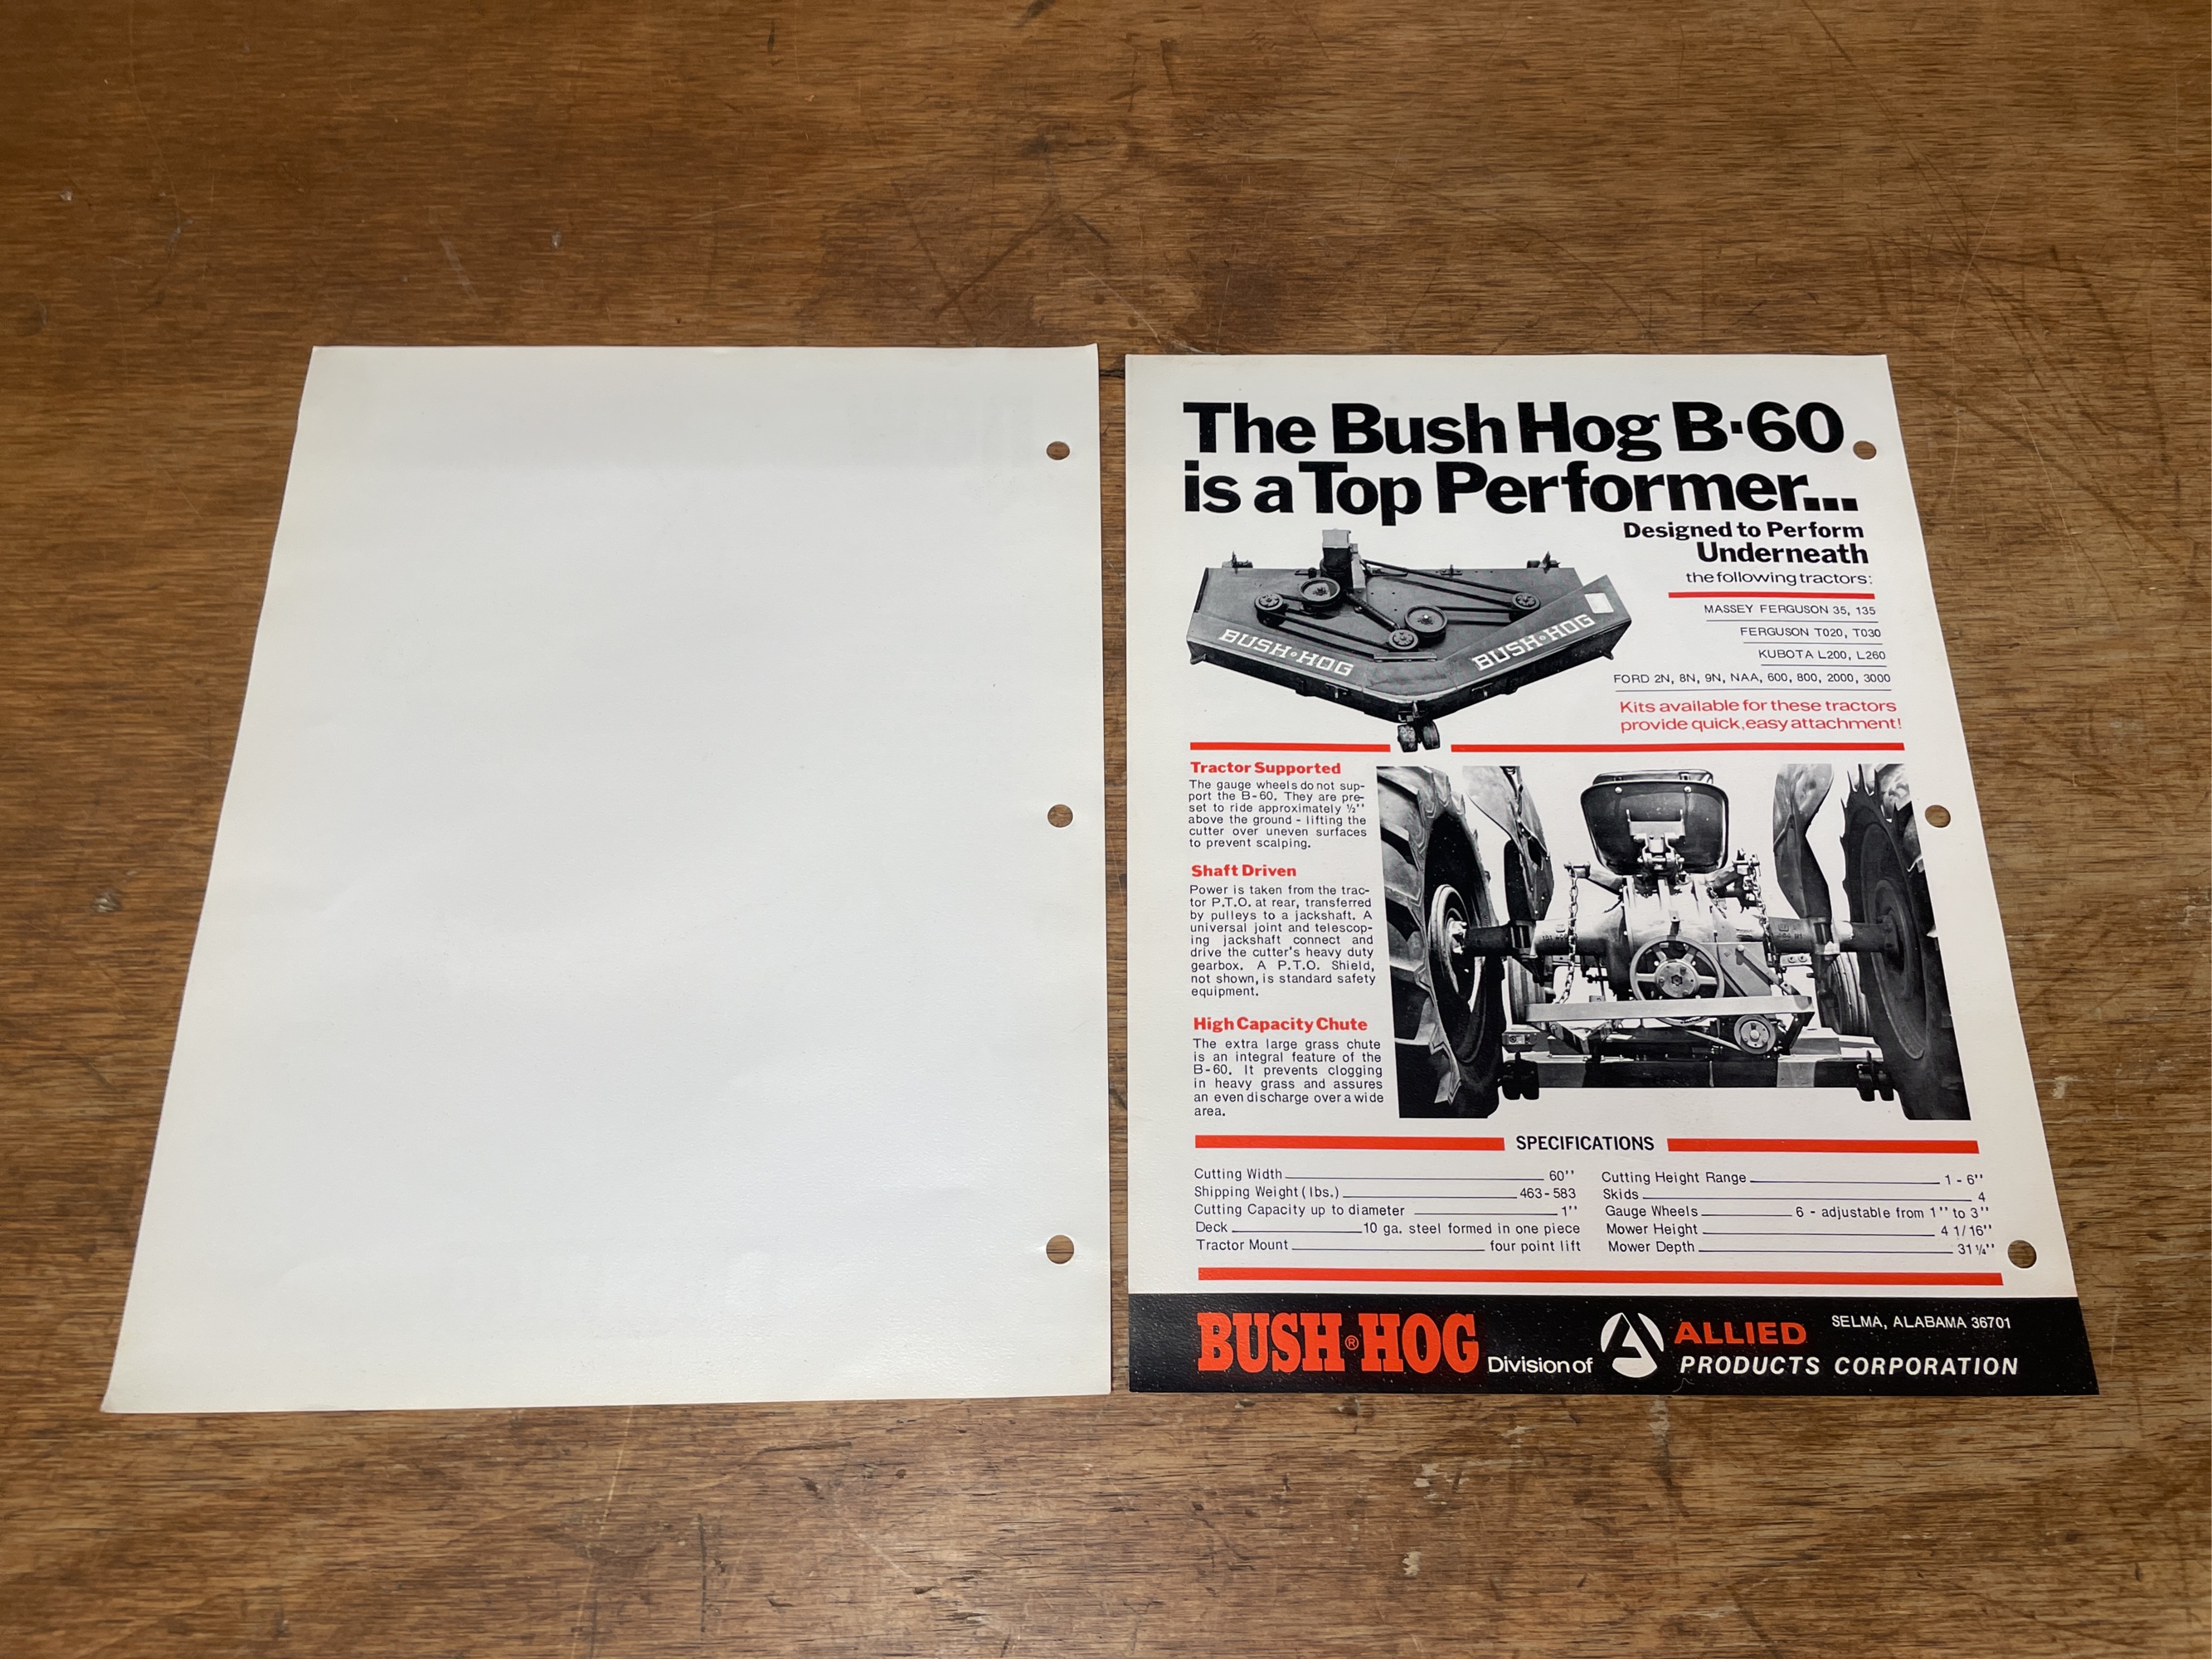 The Bush Hog B·60
is a Top Performer...
Designed to Perform
Underneath
the following tractors:
MASSEY FERGUSON 35, 135
FERGUSON T020, T030
KUBOTA L200, L260
FORD 2N, 8N, 9N, NAA, 600, 800, 2000, 3000
Kits available for these tractors
provide quick, easy attachment!
BUSH·HOG
BUSH·HOG
Tractor Supported
The gauge wheels do not sup-
port the B-60. They are pre-
set to ride approximately ½''
above the ground - lifting the
cutter over uneven surfaces
to prevent scalping.
Shaft Driven
Power is taken from the trac-
tor P.T.O. at rear, transferred
by pulleys to a jackshaft. A
universal joint and telescop-
ing jackshaft connect and
drive the cutter's heavy duty
gearbox. A P.T.O. Shield,
not shown, is standard safety
equipment.
High Capacity Chute
The extra large grass chute
is an integral feature of the
B-60. It prevents clogging
in heavy grass and assures
an even discharge over a wide
area.
SPECIFICATIONS
Cutting Width 60''
Shipping Weight (lbs.) 463-583
Cutting Capacity up to diameter 1''
Deck 10 ga. steel formed in one piece
Tractor Mount four point lift
Cutting Height Range 1 - 6''
Skids 4
Gauge Wheels 6 - adjustable from 1'' to 3''
Mower Height 4 1/16''
Mower Depth 31¼''
BUSH®HOG Division of ALLIED PRODUCTS CORPORATION
SELMA, ALABAMA 36701